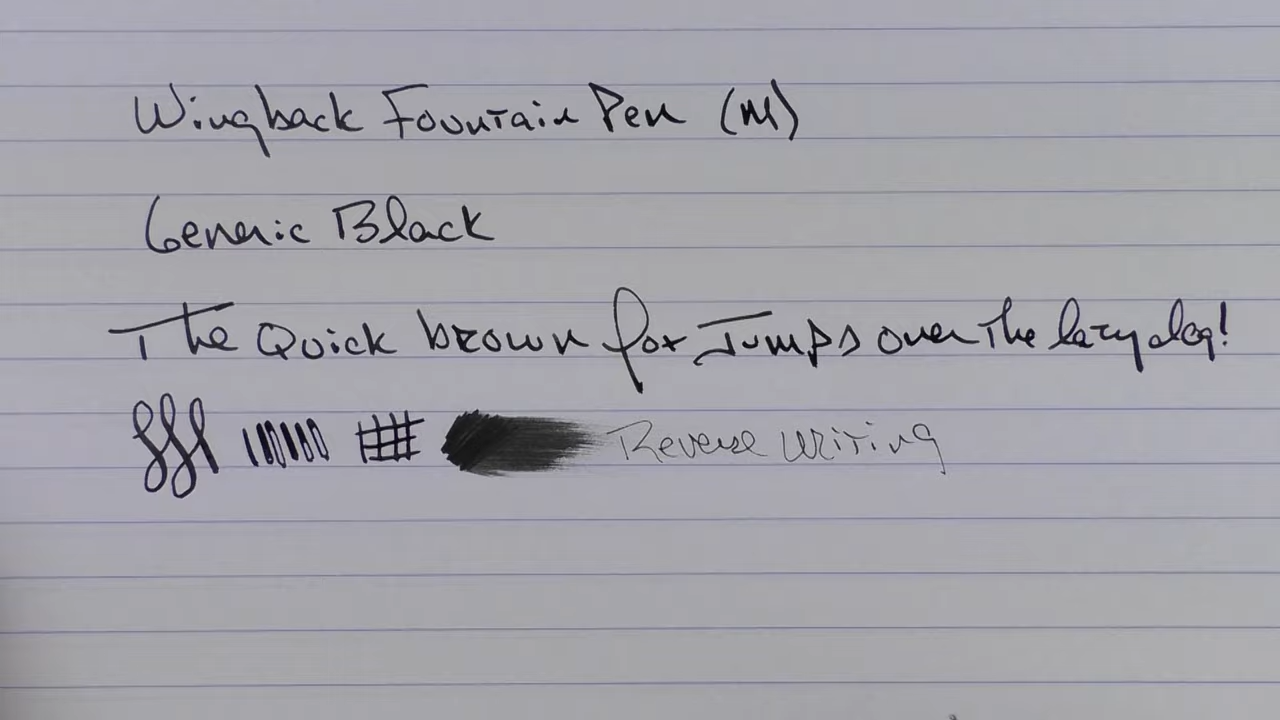 Wingback Fountain Pen (M)
Generic Black
The Quick brown fox Jumps over The lazy dog!
Reverse Writing